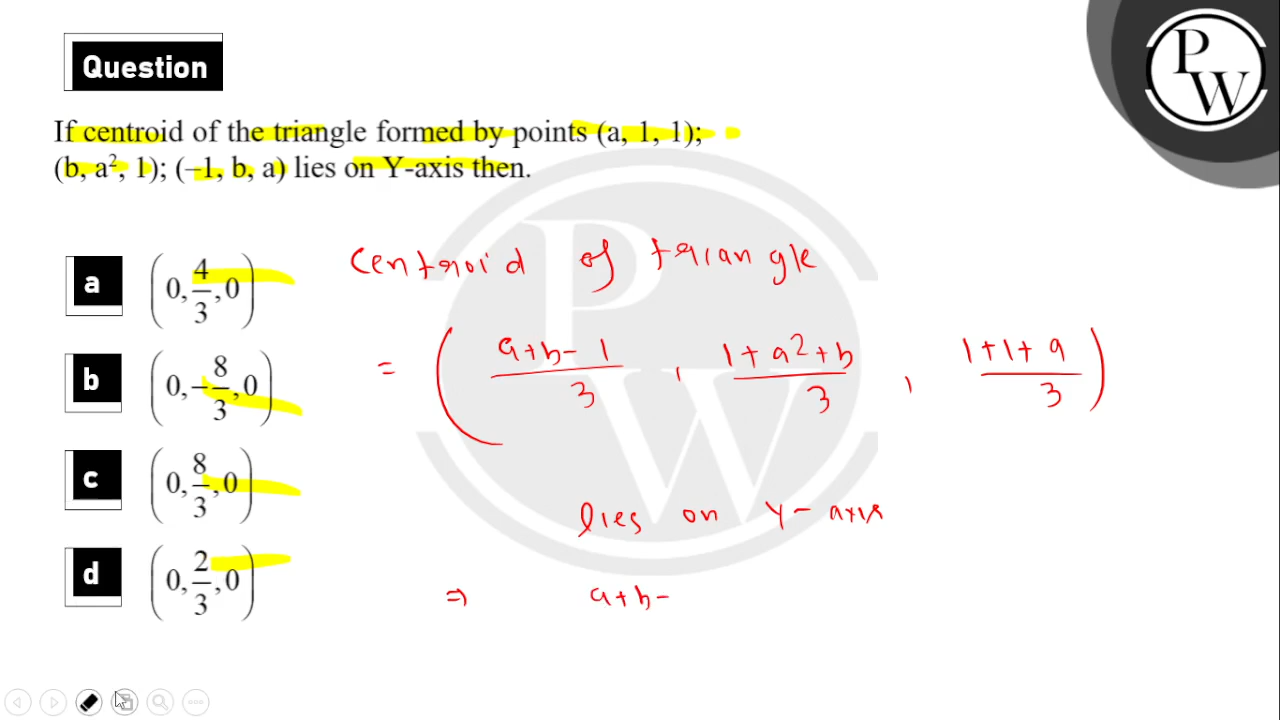 Question
PW
If centroid of the triangle formed by points (a, 1, 1);
(b, a², 1); (–1, b, a) lies on Y-axis then.
a (0, 4/3, 0)
b (0, –8/3, 0)
c (0, 8/3, 0)
d (0, 2/3, 0)
Centroid of triangle
= ( a+b-1/3 , 1+a²+b/3 , 1+1+a/3 )
lies on Y-axis
⇒ a+b-